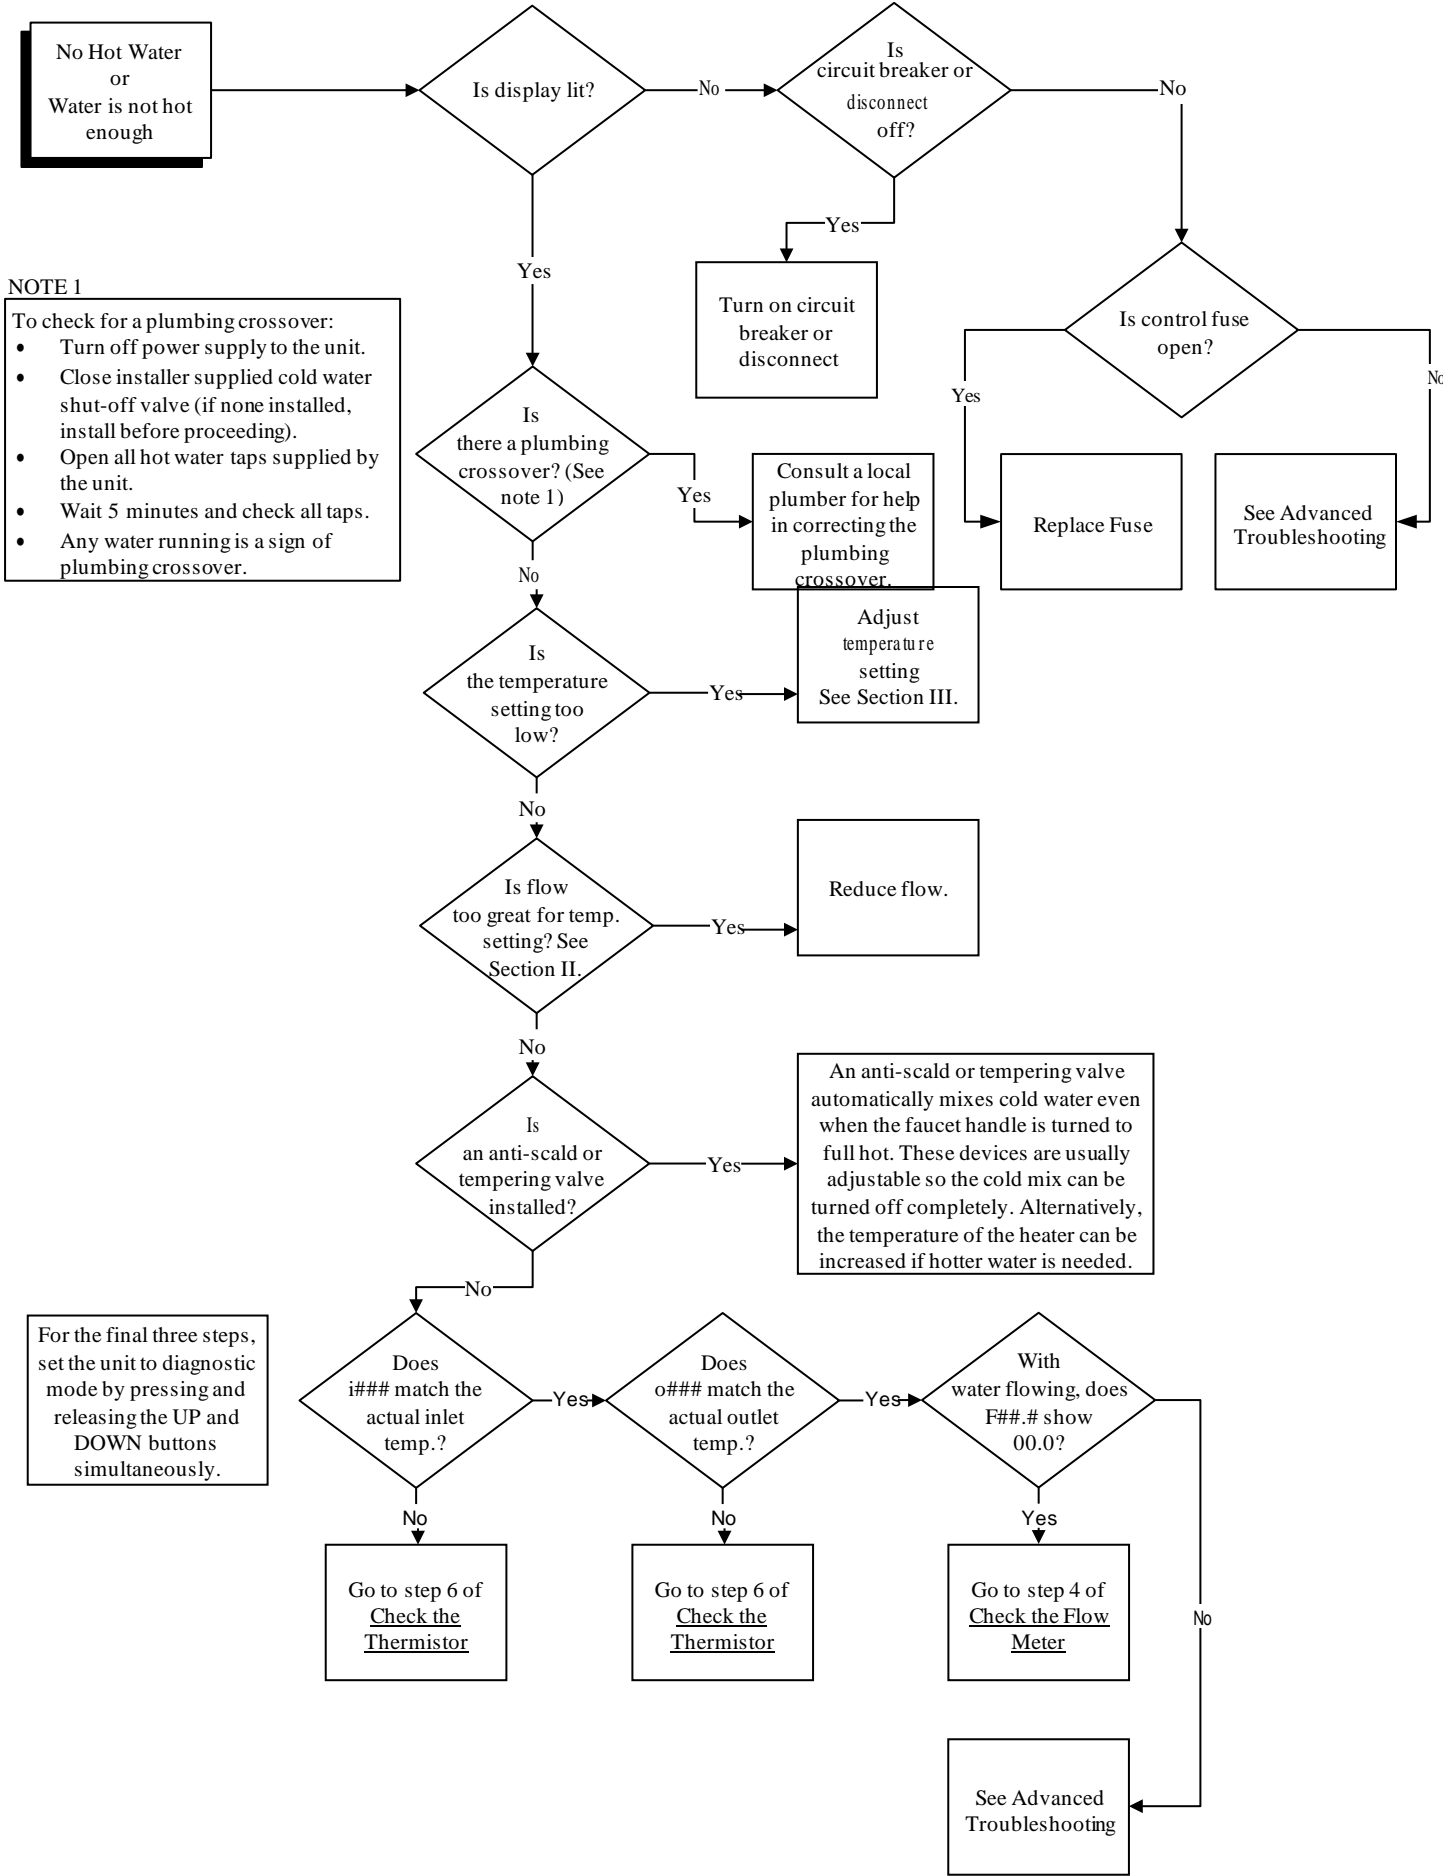 No Hot Water
or
Water is not hot
enough
Is display lit?
No
Is
circuit breaker or
disconnect
off?
No
Yes
Turn on circuit
breaker or
disconnect
Is control fuse
open?
Yes
Replace Fuse
No
See Advanced
Troubleshooting
Yes
NOTE 1
To check for a plumbing crossover:
• Turn off power supply to the unit.
• Close installer supplied cold water
shut-off valve (if none installed,
install before proceeding).
• Open all hot water taps supplied by
the unit.
• Wait 5 minutes and check all taps.
• Any water running is a sign of
plumbing crossover.
Is
there a plumbing
crossover? (See
note 1)
Yes
Consult a local
plumber for help
in correcting the
plumbing
crossover.
No
Is
the temperature
setting too
low?
Yes
Adjust
temperature
setting
See Section III.
No
Is flow
too great for temp.
setting? See
Section II.
Yes
Reduce flow.
No
Is
an anti-scald or
tempering valve
installed?
Yes
An anti-scald or tempering valve
automatically mixes cold water even
when the faucet handle is turned to
full hot. These devices are usually
adjustable so the cold mix can be
turned off completely. Alternatively,
the temperature of the heater can be
increased if hotter water is needed.
No
For the final three steps,
set the unit to diagnostic
mode by pressing and
releasing the UP and
DOWN buttons
simultaneously.
Does
i### match the
actual inlet
temp.?
Yes
Does
o### match the
actual outlet
temp.?
Yes
With
water flowing, does
F##.# show
00.0?
No
Go to step 6 of
Check the
Thermistor
No
Go to step 6 of
Check the
Thermistor
Yes
Go to step 4 of
Check the Flow
Meter
No
See Advanced
Troubleshooting